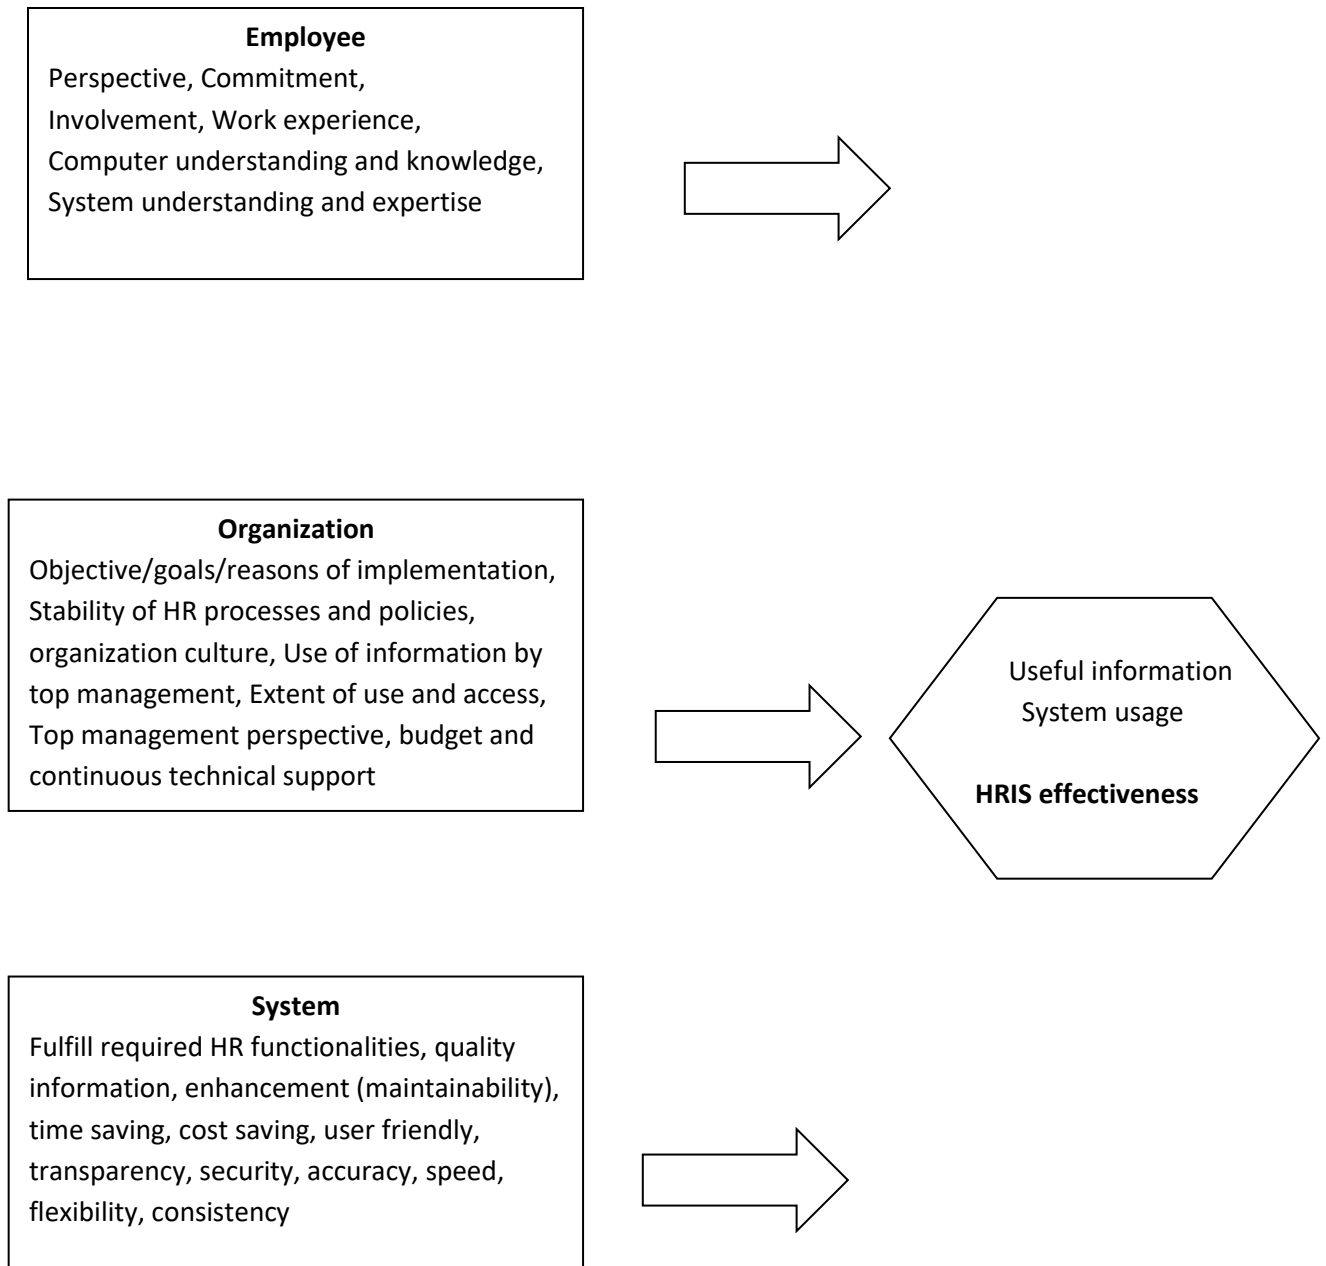 Employee
Perspective, Commitment,
Involvement, Work experience,
Computer understanding and knowledge,
System understanding and expertise
Organization
Objective/goals/reasons of implementation,
Stability of HR processes and policies,
organization culture, Use of information by
top management, Extent of use and access,
Top management perspective, budget and
continuous technical support
Useful information
System usage
HRIS effectiveness
System
Fulfill required HR functionalities, quality
information, enhancement (maintainability),
time saving, cost saving, user friendly,
transparency, security, accuracy, speed,
flexibility, consistency